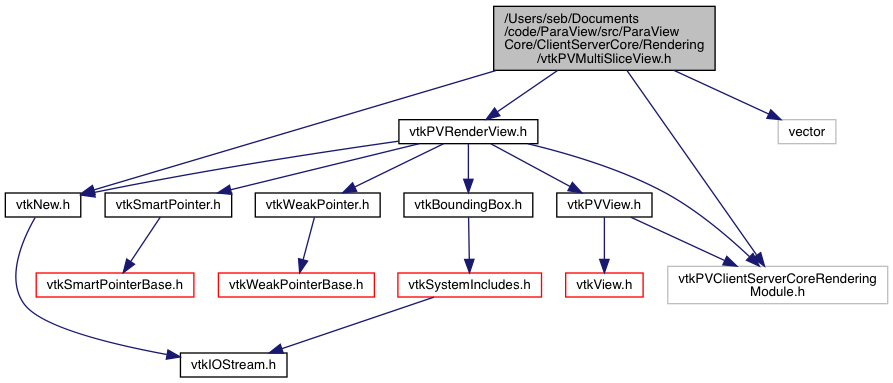 /Users/seb/Documents
/code/ParaView/src/ParaView
Core/ClientServerCore/Rendering
/vtkPVMultiSliceView.h
vtkPVRenderView.h
vector
vtkNew.h
vtkSmartPointer.h
vtkWeakPointer.h
vtkBoundingBox.h
vtkPVView.h
vtkSmartPointerBase.h
vtkWeakPointerBase.h
vtkSystemIncludes.h
vtkView.h
vtkPVClientServerCoreRendering
Module.h
vtkIOStream.h